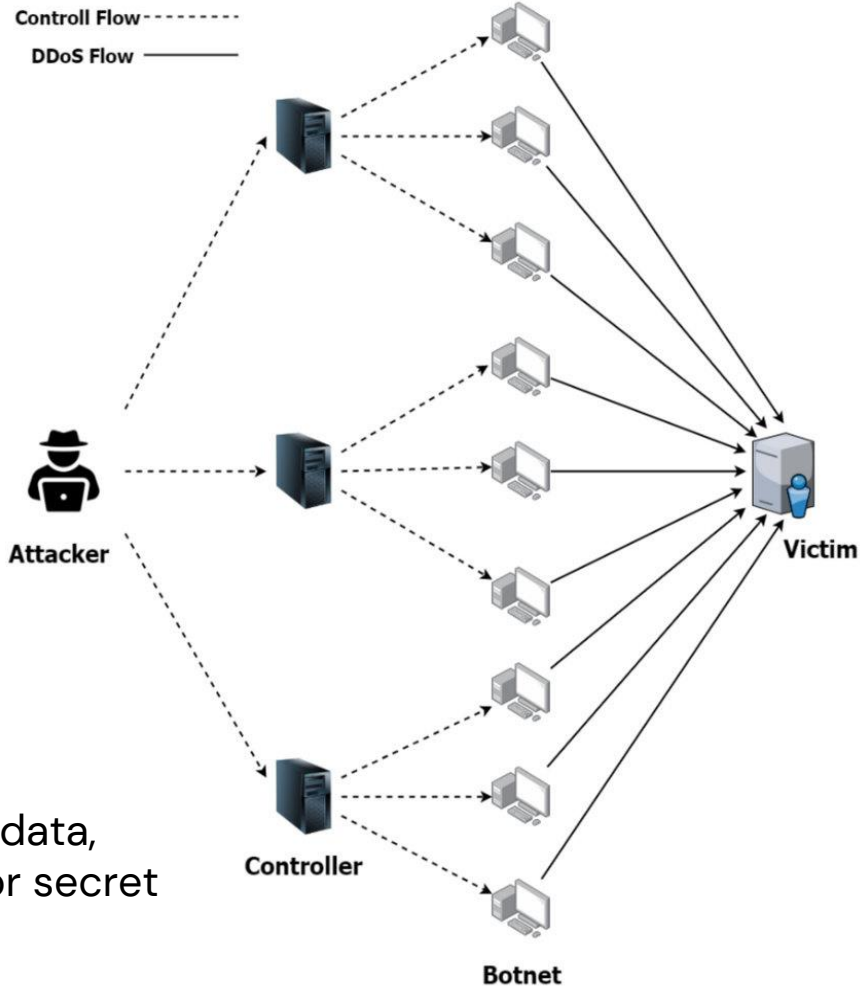 Controll Flow
DDoS Flow
Attacker
Victim
data,
or secret
Controller
Botnet